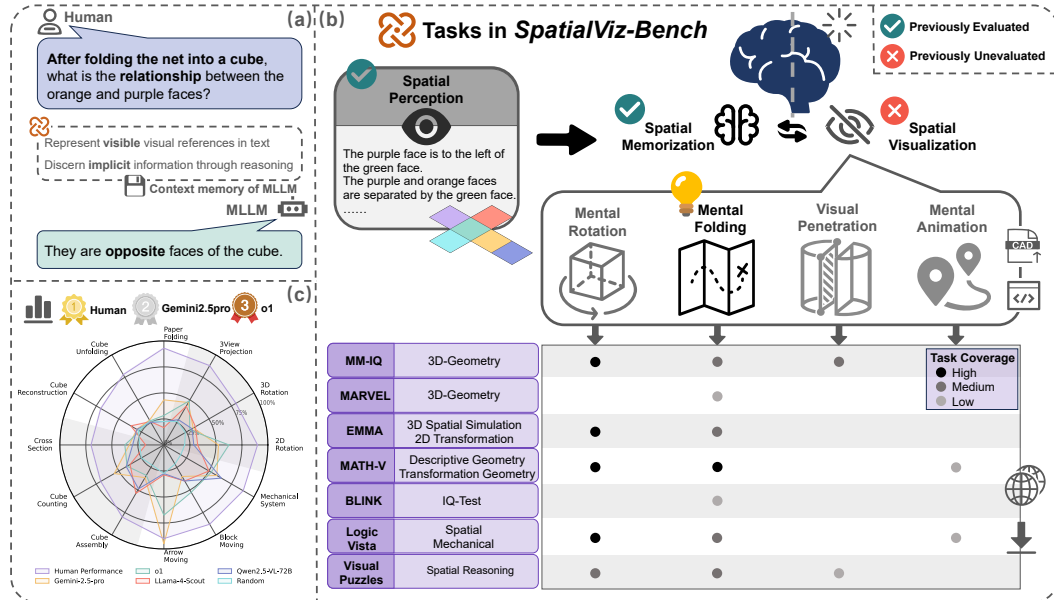 (a)
Human
After folding the net into a cube,
what is the relationship between the
orange and purple faces?
Represent visible visual references in text
Discern implicit information through reasoning
Context memory of MLLM
MLLM
They are opposite faces of the cube.
(c)
1
Human
2
Gemini2.5pro
3
o1
Paper
Folding
3View
Projection
3D
Rotation
2D
Rotation
Mechanical
System
Block
Moving
Arrow
Moving
Cube
Assembly
Cube
Counting
Cross
Section
Cube
Reconstruction
Cube
Unfolding
100%
75%
50%
Human Performance
Gemini-2.5-pro
o1
LLama-4-Scout
Qwen2.5-VL-72B
Random
(b)
Tasks in SpatialViz-Bench
Previously Evaluated
Previously Unevaluated
Spatial
Perception
The purple face is to the left of
the green face.
The purple and orange faces
are separated by the green face.
......
Spatial
Memorization
Spatial
Visualization
Mental
Rotation
Mental
Folding
Visual
Penetration
Mental
Animation
CAD
</>
Task Coverage
High
Medium
Low
MM-IQ
3D-Geometry
MARVEL
3D-Geometry
EMMA
3D Spatial Simulation
2D Transformation
MATH-V
Descriptive Geometry
Transformation Geometry
BLINK
IQ-Test
Logic
Vista
Spatial
Mechanical
Visual
Puzzles
Spatial Reasoning